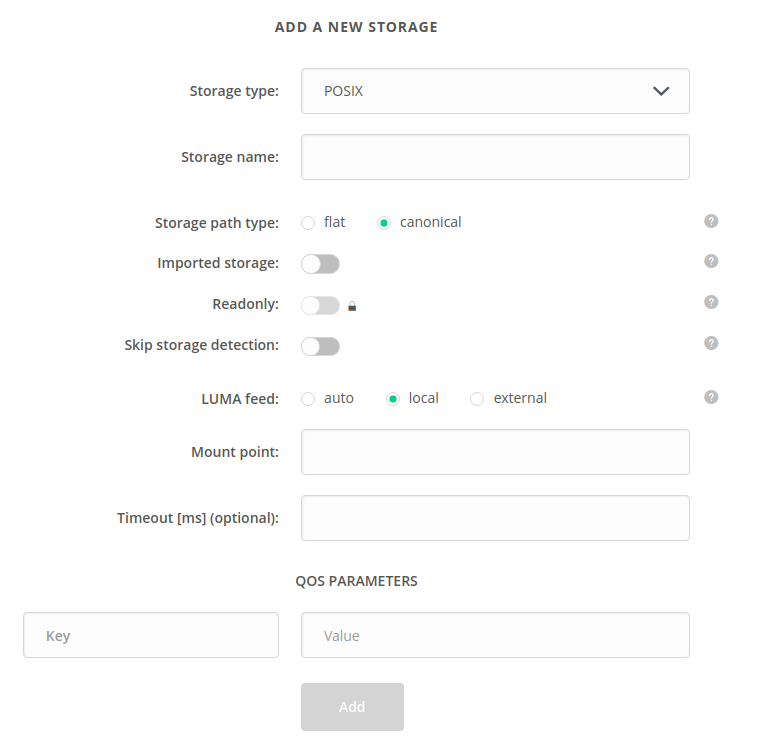 ADD A NEW STORAGE
Storage type: POSIX
Storage name:
Storage path type: flat canonical ?
Imported storage: ?
Readonly: ?
Skip storage detection: ?
LUMA feed: auto local external ?
Mount point:
Timeout [ms] (optional):
QOS PARAMETERS
Key Value
Add